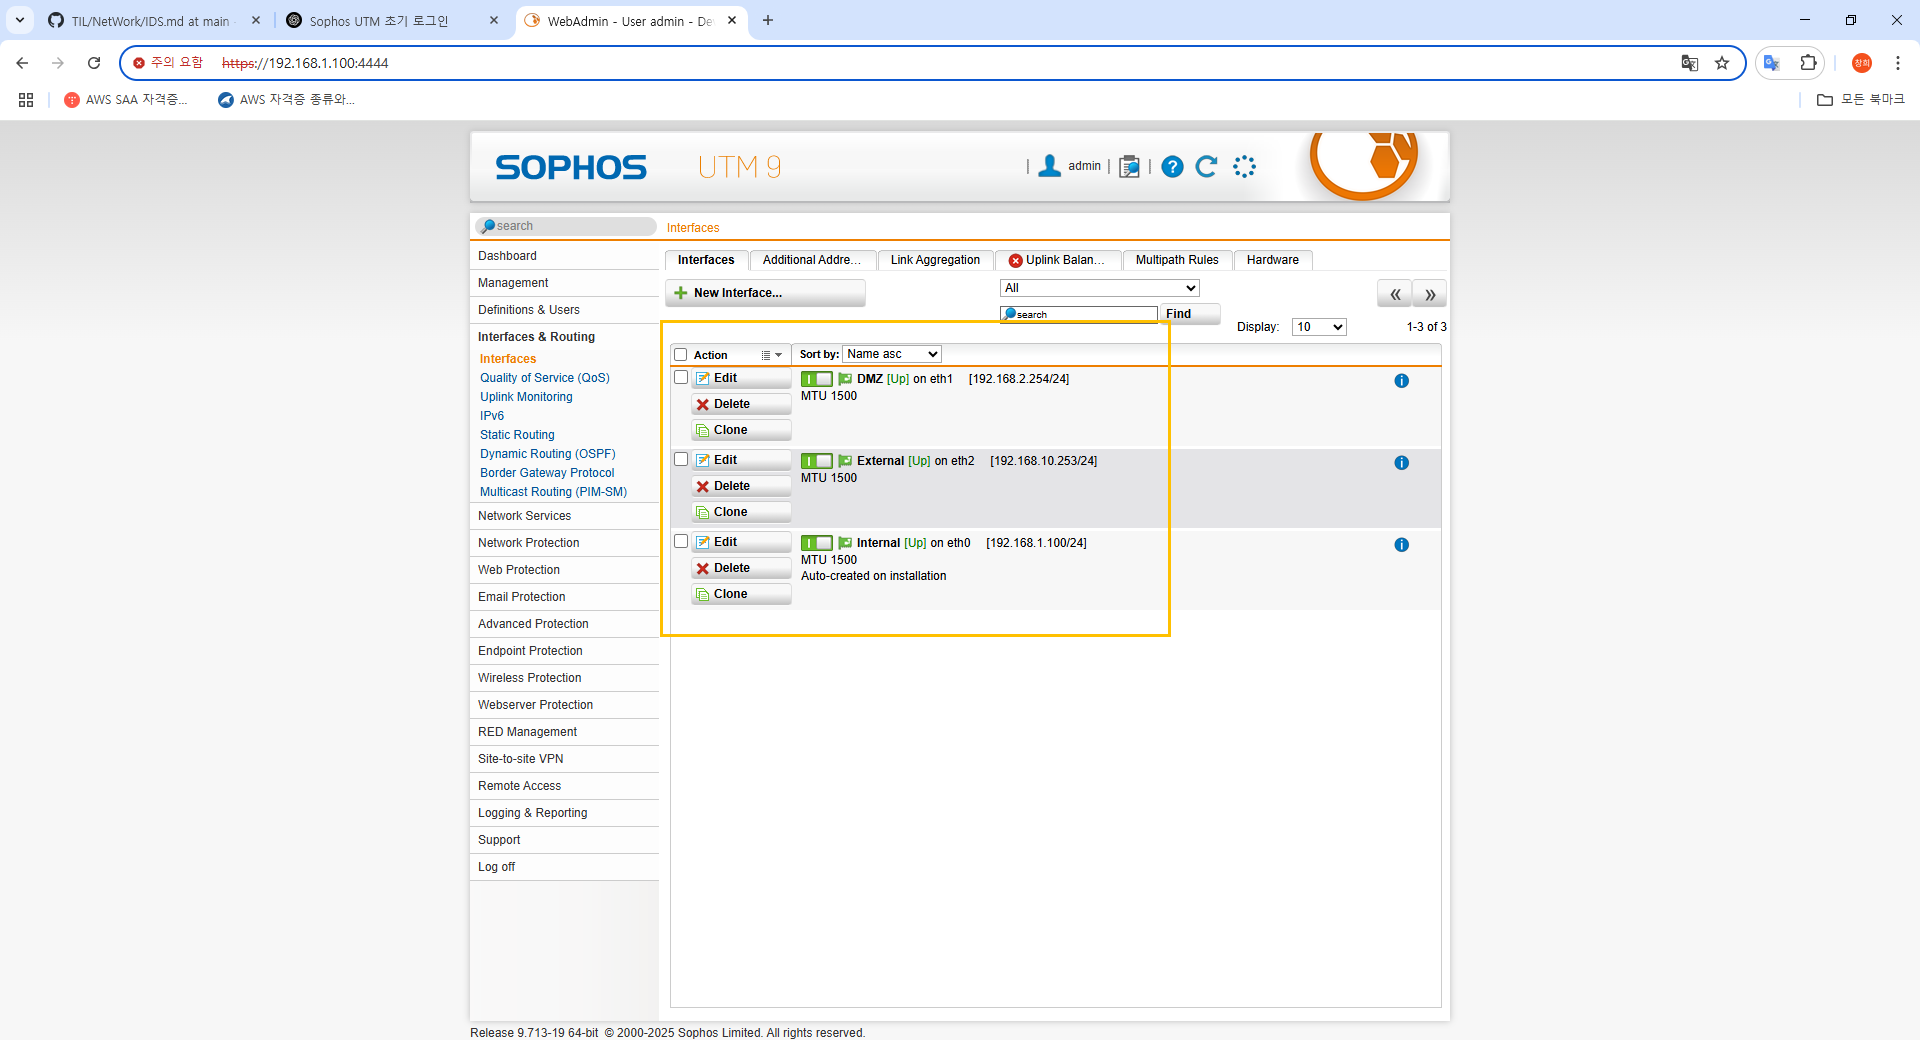 TIL/NetWork/IDS.md at main
Sophos UTM 초기 로그인
WebAdmin - User admin - De
주의 요함 https://192.168.1.100:4444
창희
AWS SAA 자격증...
AWS 자격증 종류와...
모든 북마크
SOPHOS UTM 9
| admin | | ?
search
Interfaces
Dashboard
Management
Definitions & Users
Interfaces & Routing
Interfaces
Quality of Service (QoS)
Uplink Monitoring
IPv6
Static Routing
Dynamic Routing (OSPF)
Border Gateway Protocol
Multicast Routing (PIM-SM)
Network Services
Network Protection
Web Protection
Email Protection
Advanced Protection
Endpoint Protection
Wireless Protection
Webserver Protection
RED Management
Site-to-site VPN
Remote Access
Logging & Reporting
Support
Log off
Interfaces
Additional Addre...
Link Aggregation
Uplink Balan...
Multipath Rules
Hardware
New Interface...
All
search
Find
Display: 10
1-3 of 3
Action
Sort by: Name asc
Edit
DMZ [Up] on eth1 [192.168.2.254/24]
MTU 1500
Delete
Clone
Edit
External [Up] on eth2 [192.168.10.253/24]
MTU 1500
Delete
Clone
Edit
Internal [Up] on eth0 [192.168.1.100/24]
MTU 1500
Auto-created on installation
Delete
Clone
Release 9.713-19 64-bit © 2000-2025 Sophos Limited. All rights reserved.